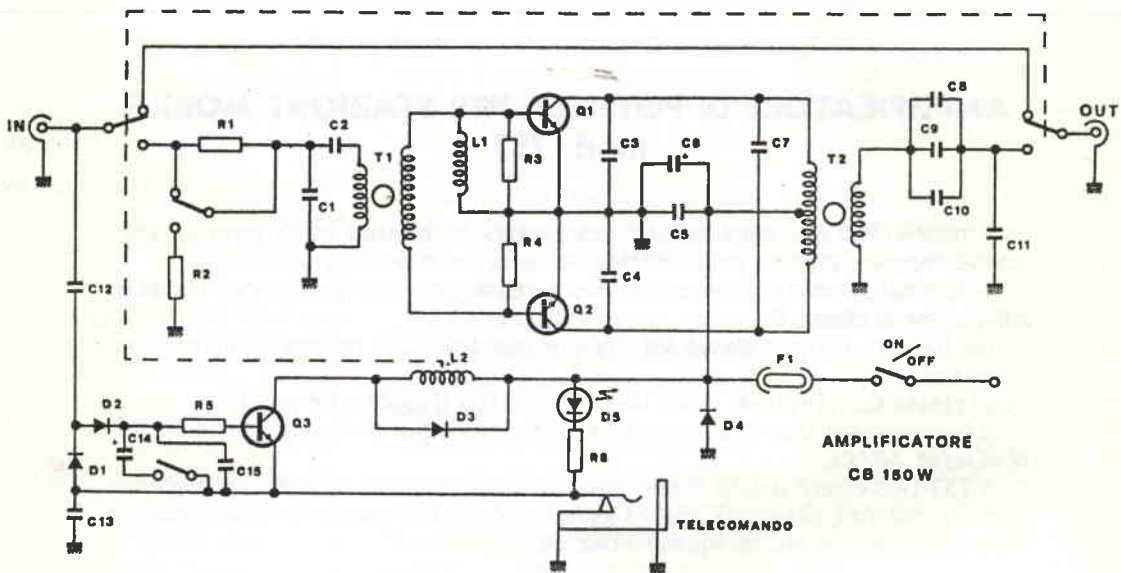 IN
OUT
R1
C2
T1
L1
R3
Q1
C3
C6
C7
C8
C9
C10
C11
T2
C1
R2
R4
C5
C4
Q2
C12
L2
F1
ON
OFF
D2
R5
Q3
D3
D5
D4
C14
D1
C15
R6
C13
AMPLIFICATORE
CB 150W
TELECOMANDO